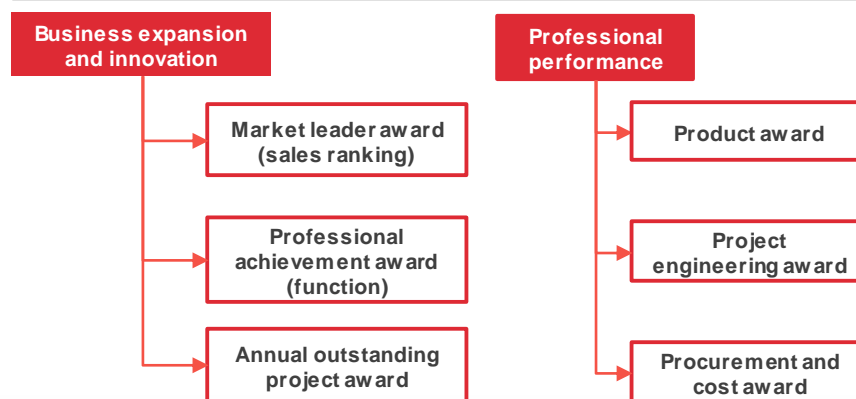 Business expansion
and innovation
Market leader award
(sales ranking)
Professional
achievement award
(function)
Annual outstanding
project award
Professional
performance
Product award
Project
engineering award
Procurement and
cost award